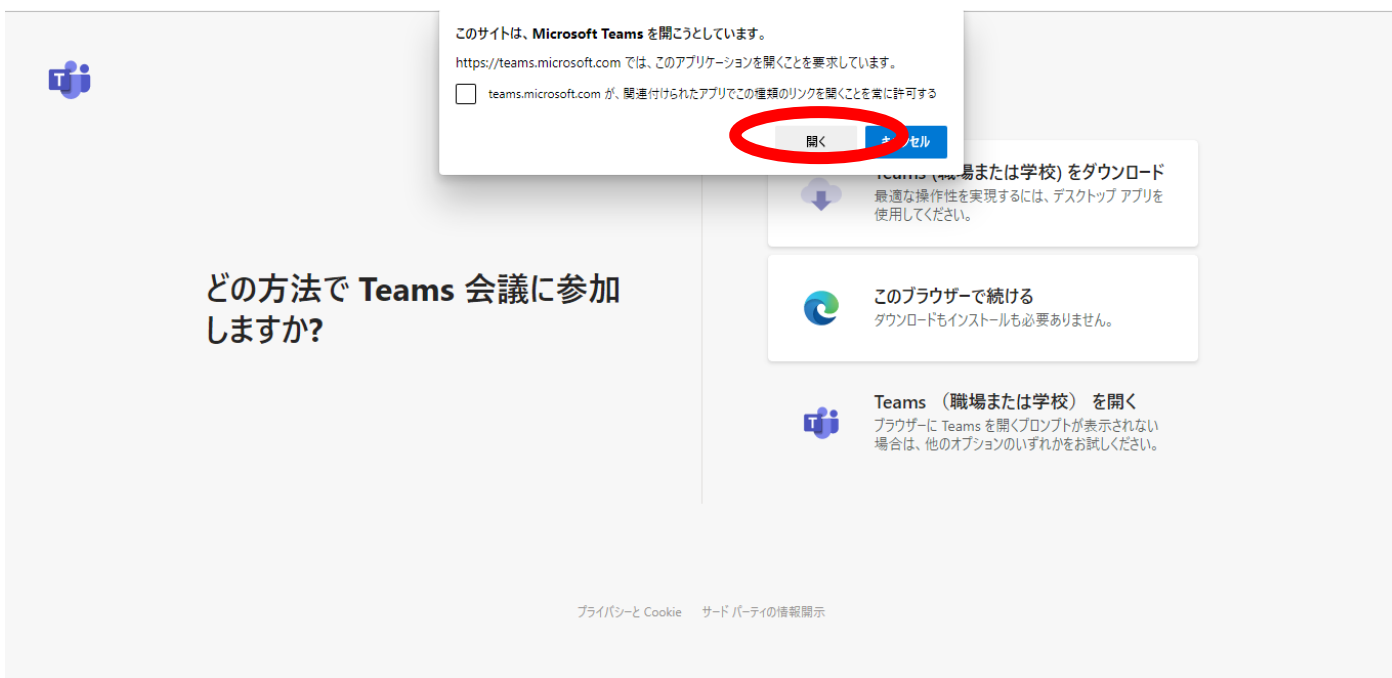 このサイトは、Microsoft Teams を開こうとしています。
https://teams.microsoft.com では、このアプリケーションを開くことを要求しています。
teams.microsoft.com が、関連付けられたアプリでこの種類のリンクを開くことを常に許可する
開く
キャンセル
Teams (職場または学校) をダウンロード
最適な操作性を実現するには、デスクトップ アプリを
使用してください。
どの方法で Teams 会議に参加
しますか?
このブラウザーで続ける
ダウンロードもインストールも必要ありません。
Teams （職場または学校） を開く
ブラウザーに Teams を開くプロンプトが表示されない
場合は、他のオプションのいずれかをお試しください。
プライバシーと Cookie
サード パーティの情報開示